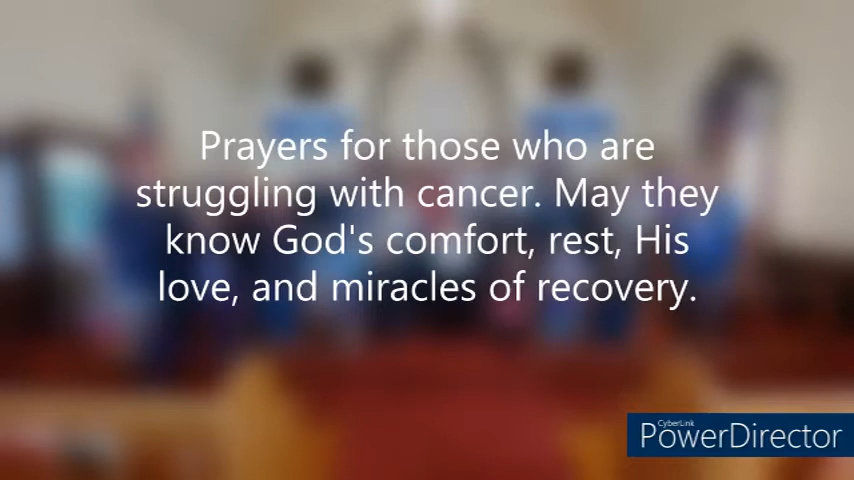 Prayers for those who are
struggling with cancer. May they
know God's comfort, rest, His
love, and miracles of recovery.
CyberLink
PowerDirector